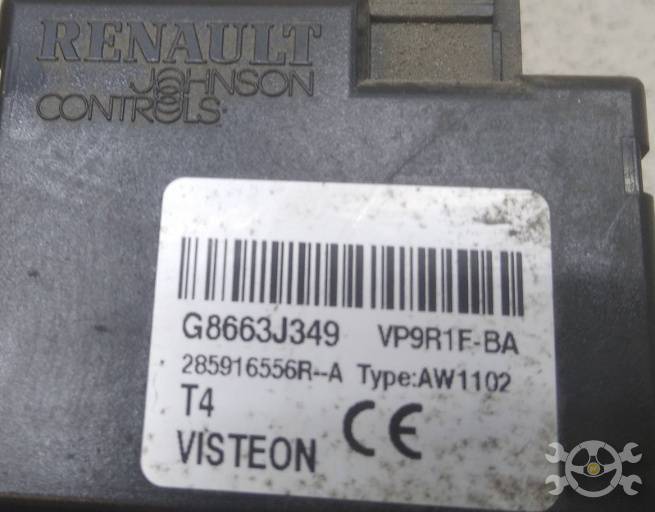 RENAULT
JOHNSON
CONTROLS
G8663J349 VP9R1F-BA
285916556R--A Type:AW1102
T4
VISTEON CE